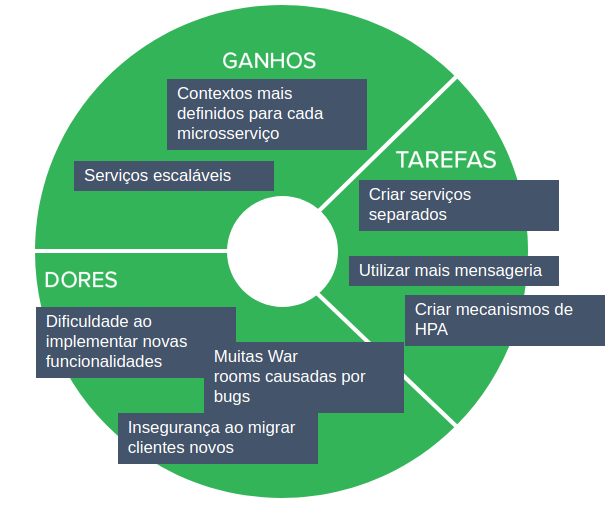 GANHOS
Contextos mais
definidos para cada
microsserviço
Serviços escaláveis
TAREFAS
Criar serviços
separados
Utilizar mais mensageria
Criar mecanismos de
HPA
DORES
Dificuldade ao
implementar novas
funcionalidades
Muitas War
rooms causadas por
bugs
Insegurança ao migrar
clientes novos